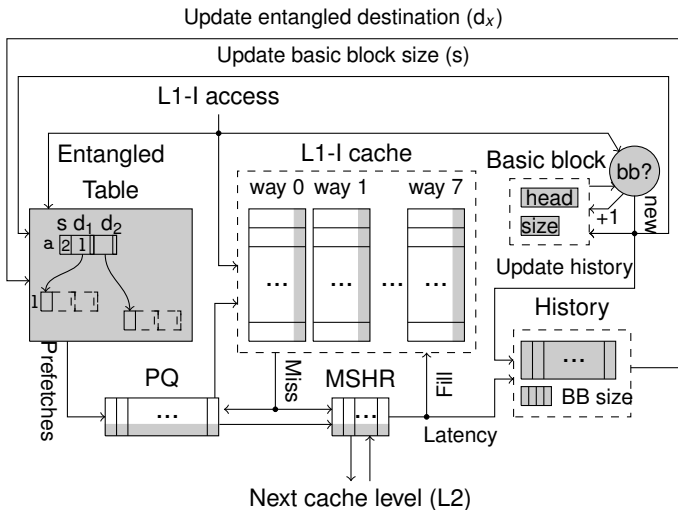 Update entangled destination (dx)
Update basic block size (s)
L1-I access
Entangled
Table
L1-I cache
Basic block
bb?
way 0 way 1 way 7
head
size
+1
new
s d1 d2
a 2 l
... ... ... ...
l
Update history
History
...
BB size
Prefetches
PQ
Miss
MSHR
Fill
... ...
Latency
Next cache level (L2)